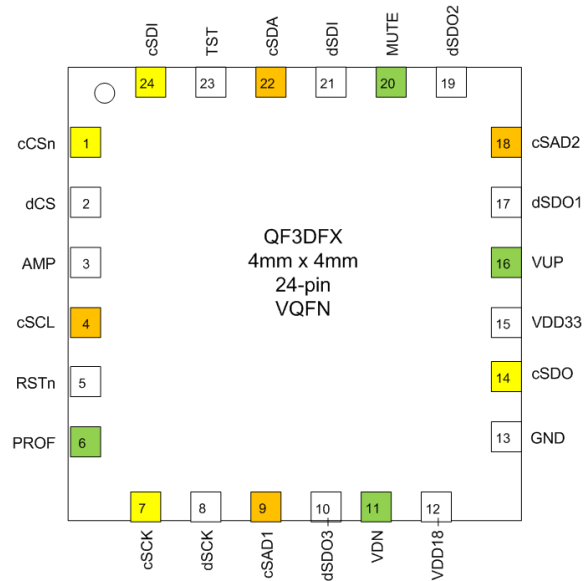 cSDI
TST
cSDA
dSDI
MUTE
dSDO2
24
23
22
21
20
19
cCSn 1
18 cSAD2
dCS 2
17 dSDO1
QF3DFX
4mm x 4mm
24-pin
VQFN
AMP 3
16 VUP
cSCL 4
15 VDD33
RSTn 5
14 cSDO
PROF 6
13 GND
7
8
9
10
11
12
cSCK
dSCK
cSAD1
dSDO3
VDN
VDD18